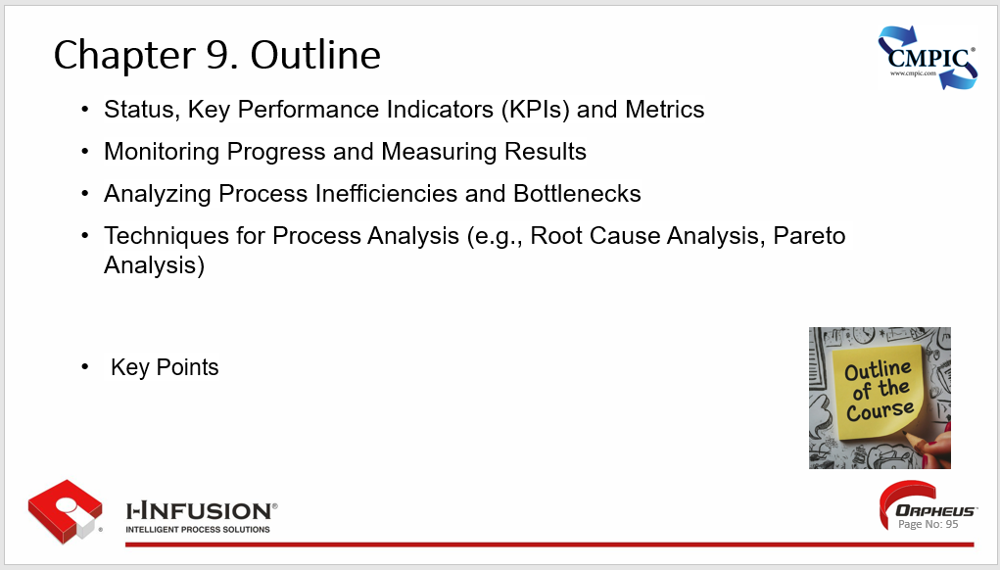 Chapter 9. Outline
CMPIC®
www.cmpic.com
• Status, Key Performance Indicators (KPIs) and Metrics
• Monitoring Progress and Measuring Results
• Analyzing Process Inefficiencies and Bottlenecks
• Techniques for Process Analysis (e.g., Root Cause Analysis, Pareto
Analysis)
• Key Points
Outline
of the
Course
I-INFUSION®
INTELLIGENT PROCESS SOLUTIONS
ORPHEUS™
Page No: 95